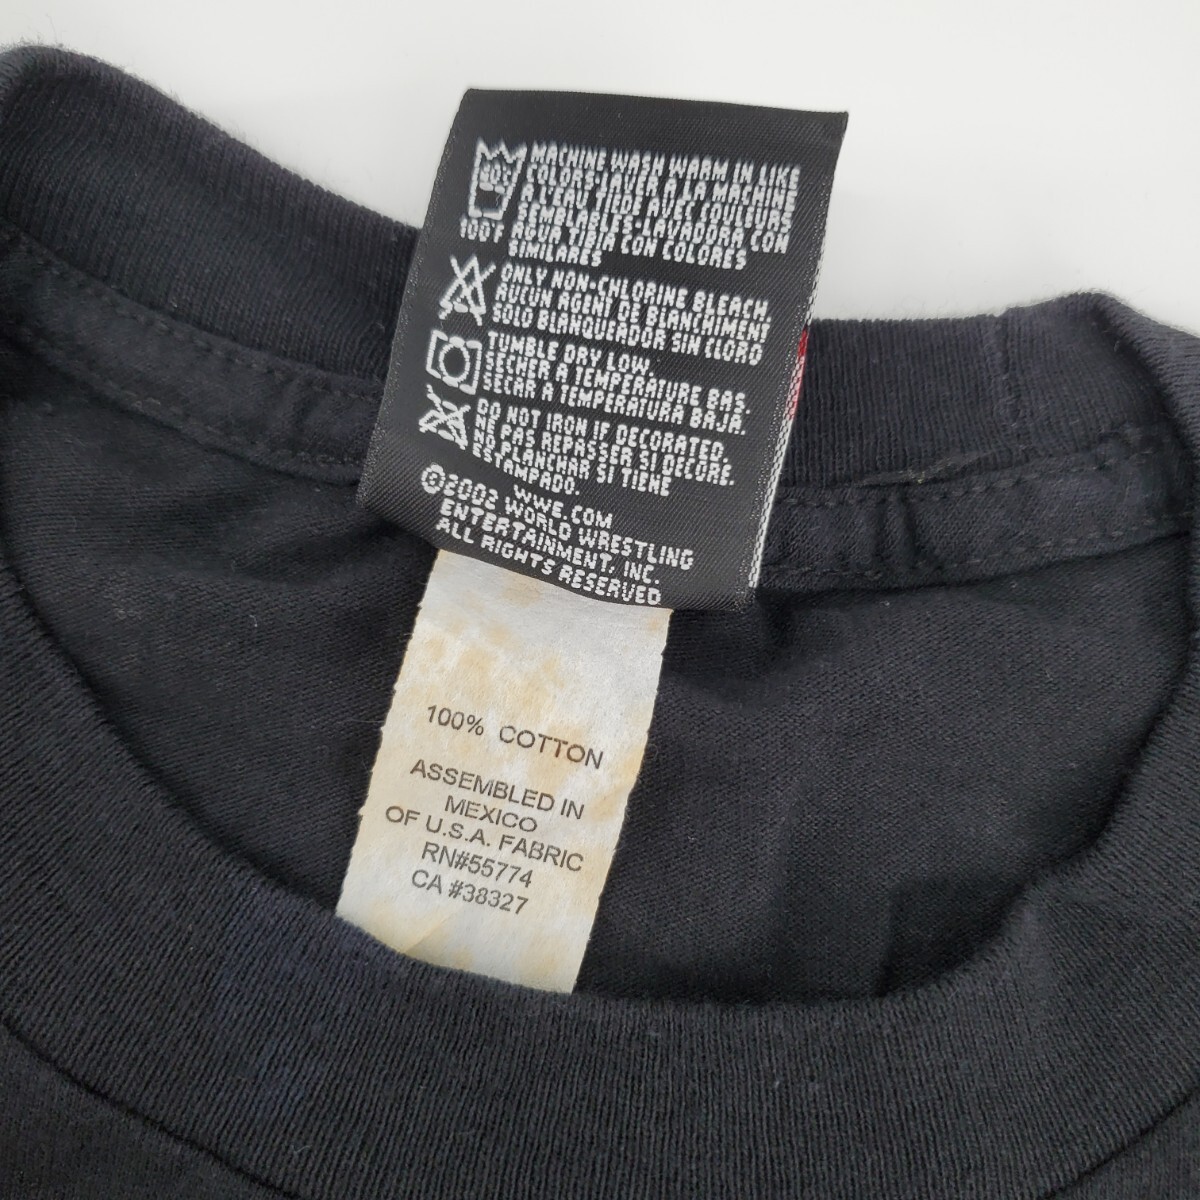 MACHINE WASH WARM IN LIKE
COLORS-LAVER A LA MACHINE
A L'EAU TIEDE AVEC COULEURS
SEMBLABLES-LAVADORA CON
AGUA TIBIA CON COLORES
SIMILARES
100°F
ONLY NON-CHLORINE BLEACH
AUCUN AGENT DE BLANCHIMENT
SOLO BLANQUEADOR SIN CLORO
TUMBLE DRY LOW.
SECHER A TEMPERATURE BAS.
SECAR A TEMPERATURA BAJA.
DO NOT IRON IF DECORATED.
NE PAS REPASSER SI DECORE.
NO PLANCHAR SI TIENE
ESTAMPADO.
WWE.COM
©2002 WORLD WRESTLING
ENTERTAINMENT, INC.
ALL RIGHTS RESERVED
100% COTTON
ASSEMBLED IN
MEXICO
OF U.S.A. FABRIC
RN#55774
CA #38327